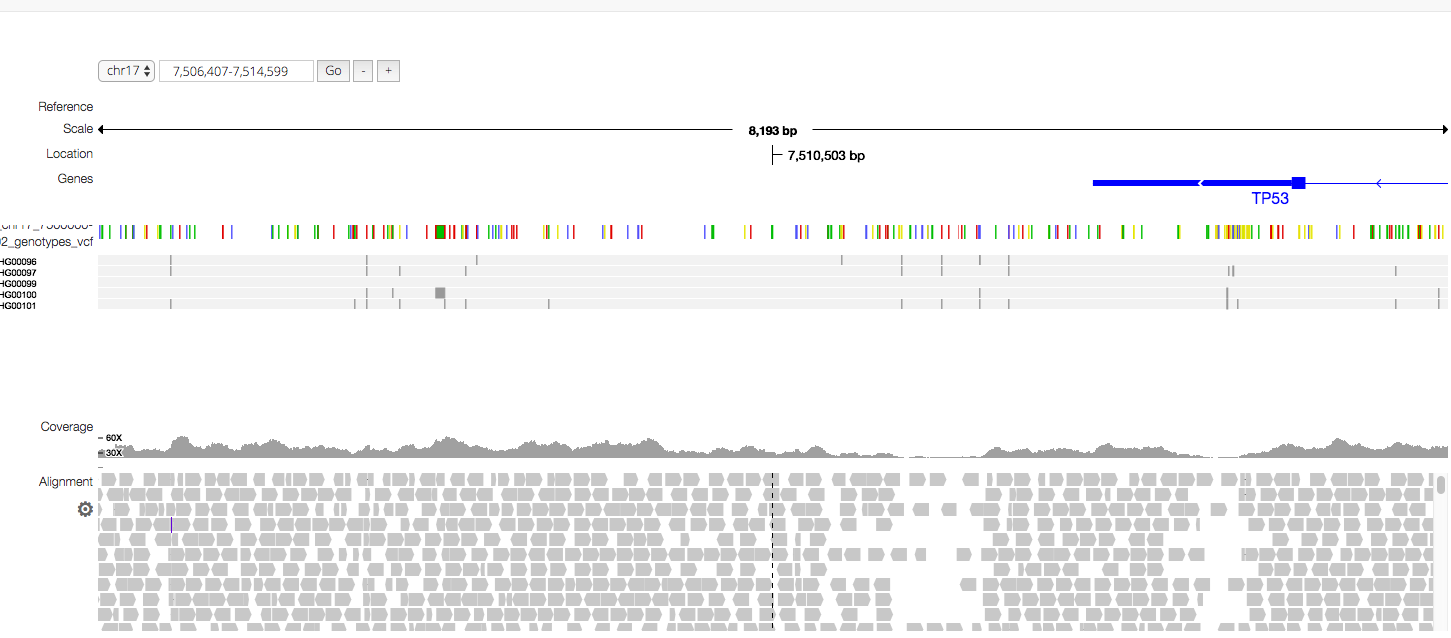 chr17 7,506,407-7,514,599 Go - +
Reference
Scale 8,193 bp
Location 7,510,503 bp
Genes
TP53
2_genotypes_vcf
HG00096
HG00097
HG00099
HG00100
HG00101
Coverage 60X
30X
Alignment